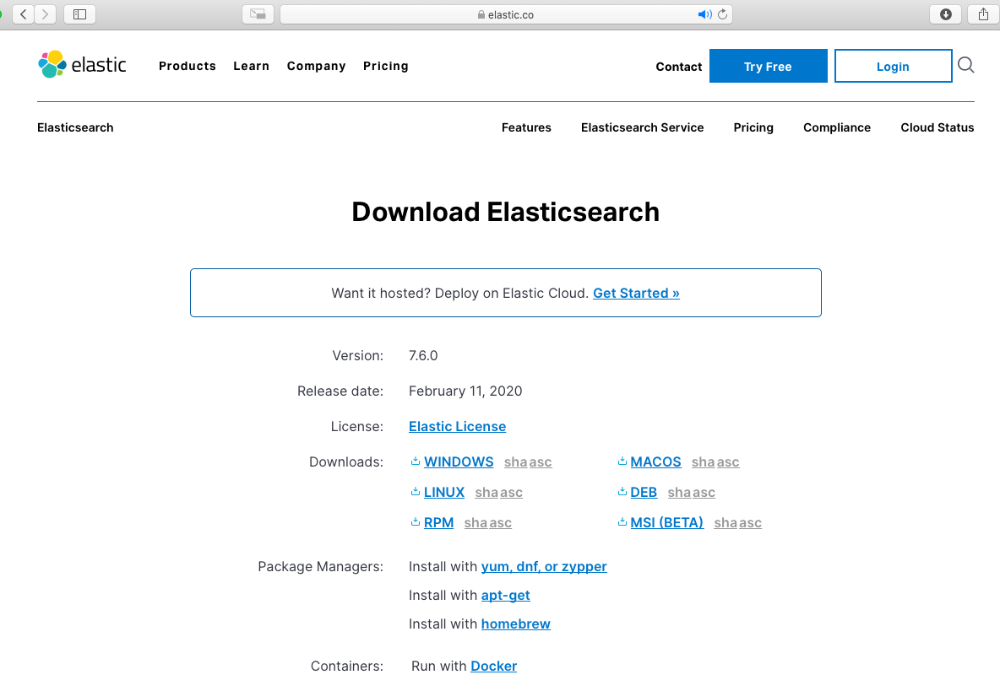 elastic.co
elastic Products Learn Company Pricing Contact Try Free Login
Elasticsearch Features Elasticsearch Service Pricing Compliance Cloud Status
Download Elasticsearch
Want it hosted? Deploy on Elastic Cloud. Get Started »
Version: 7.6.0
Release date: February 11, 2020
License: Elastic License
Downloads: WINDOWS sha asc MACOS sha asc
LINUX sha asc DEB sha asc
RPM sha asc MSI (BETA) sha asc
Package Managers: Install with yum, dnf, or zypper
Install with apt-get
Install with homebrew
Containers: Run with Docker